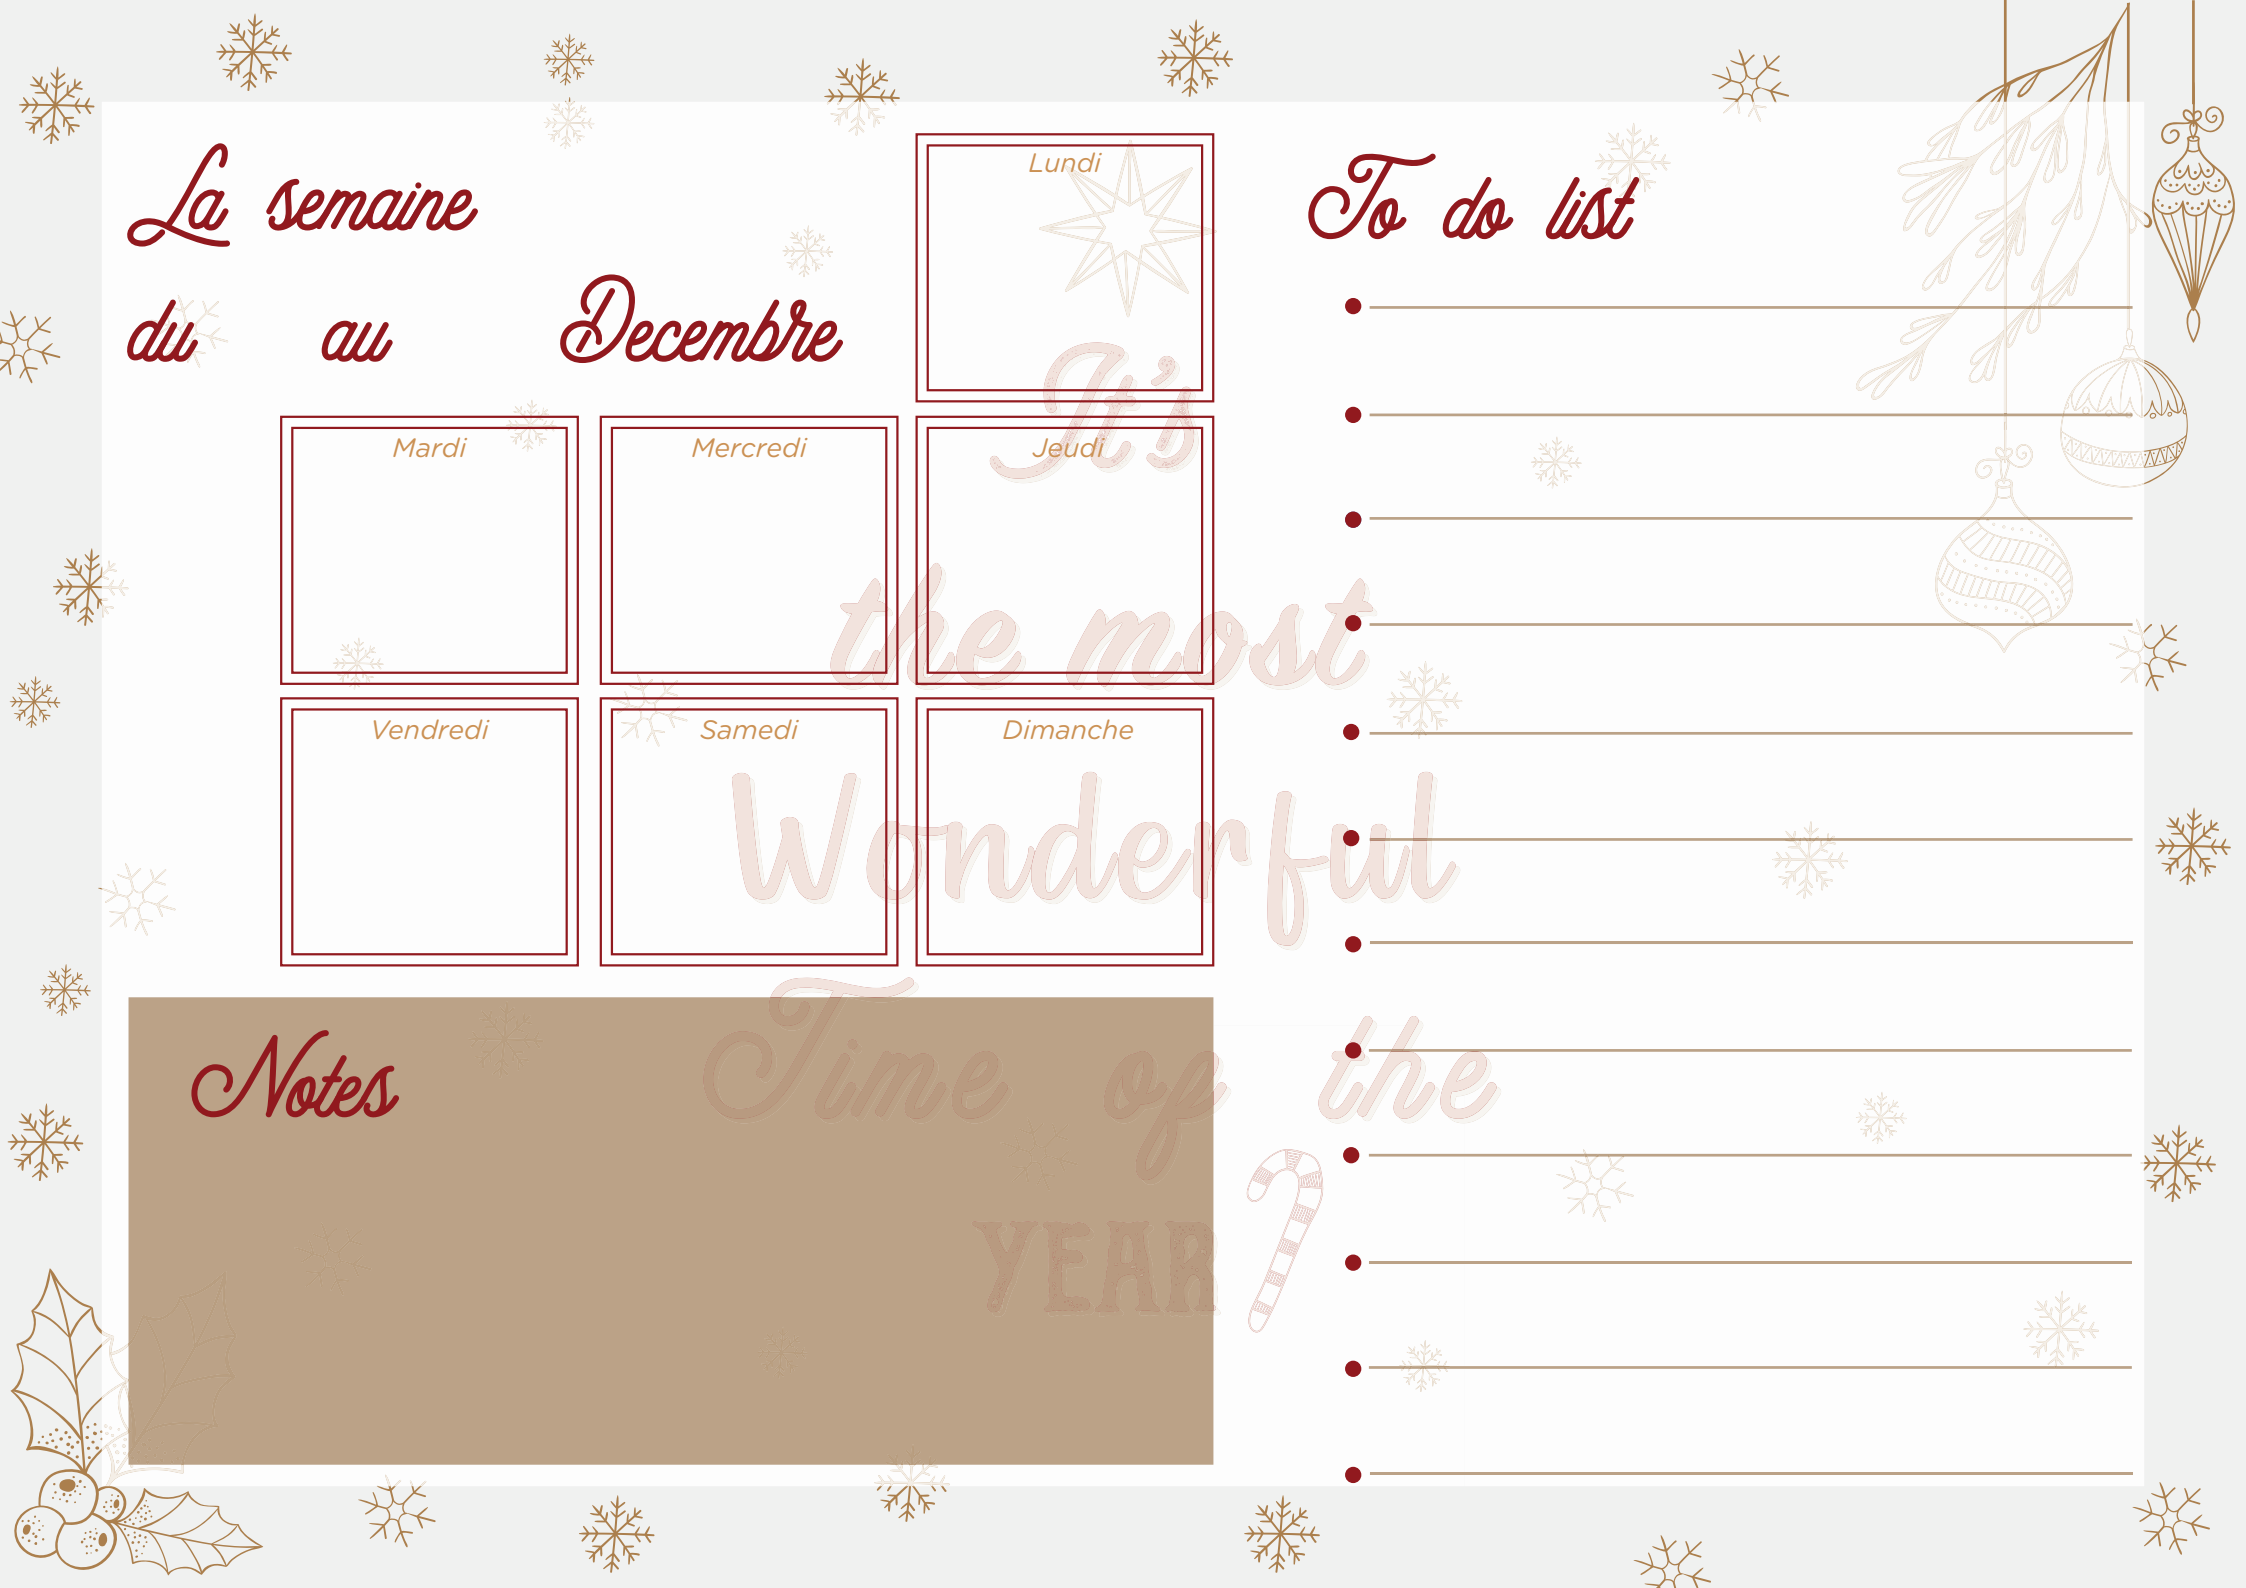 La semaine
du au Decembre
Lundi
Mardi
Mercredi
Jeudi
Vendredi
Samedi
Dimanche
Notes
To do list
It's
the most
Wonderful
Time of the
YEAR